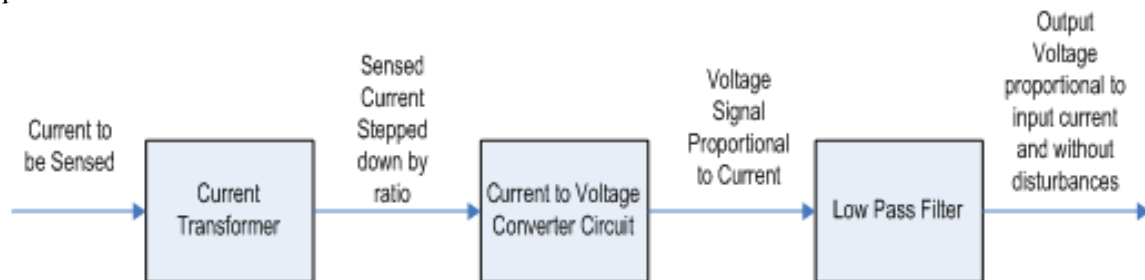 Current to
be Sensed
Current
Transformer
Sensed
Current
Stepped
down by
ratio
Current to Voltage
Converter Circuit
Voltage
Signal
Proportional
to Current
Low Pass Filter
Output
Voltage
proportional to
input current
and without
disturbances